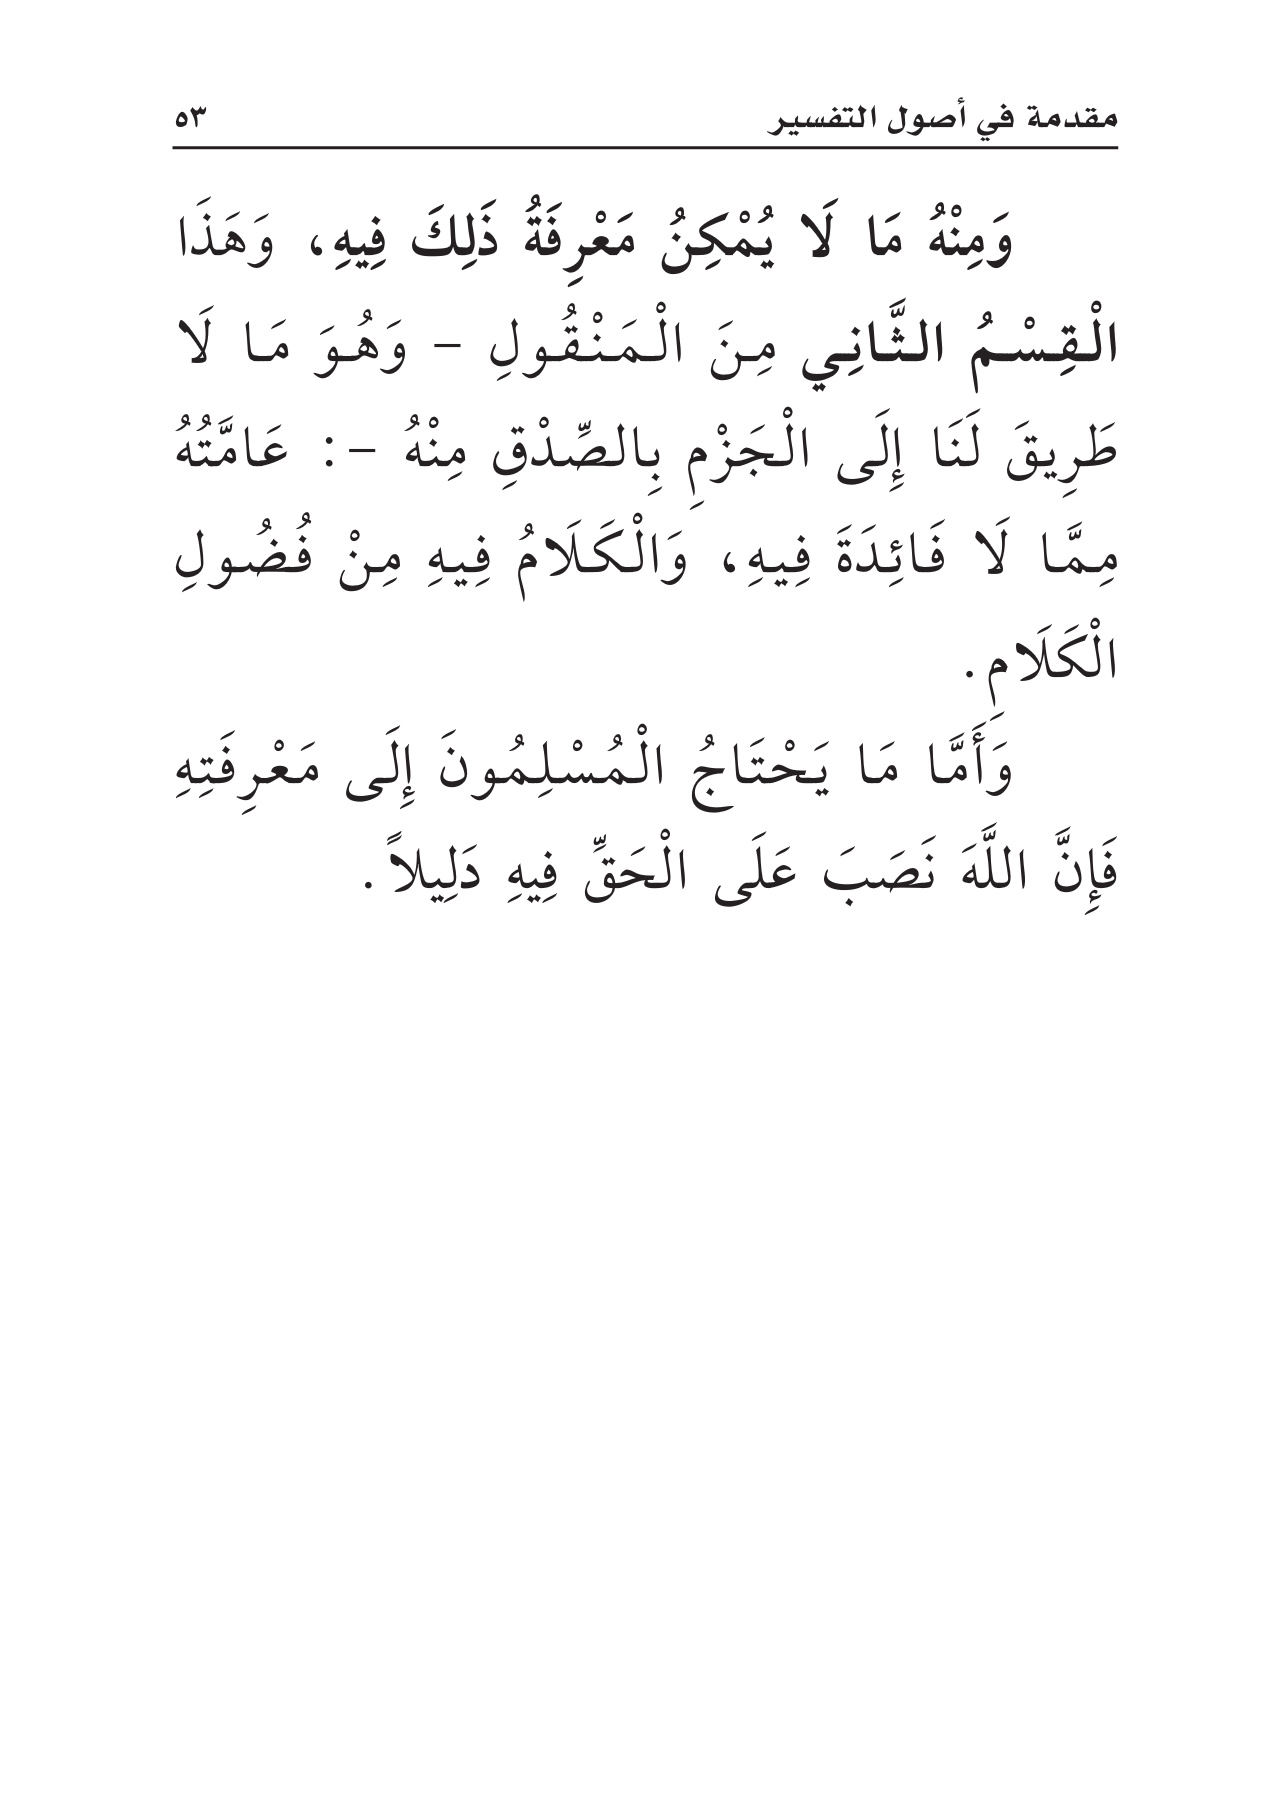 مقدمة في أصول التفسير ٥٣
وَمِنْهُ مَا لَا يُمْكِنُ مَعْرِفَةُ ذَلِكَ فِيهِ، وَهَذَا
الْقِسْمُ الثَّانِي مِنَ الْمَنْقُولِ – وَهُوَ مَا لَا
طَرِيقَ لَنَا إِلَى الْجَزْمِ بِالصِّدْقِ مِنْهُ –: عَامَّتُهُ
مِمَّا لَا فَائِدَةَ فِيهِ، وَالْكَلَامُ فِيهِ مِنْ فُضُولِ
الْكَلَامِ.
وَأَمَّا مَا يَحْتَاجُ الْمُسْلِمُونَ إِلَى مَعْرِفَتِهِ
فَإِنَّ اللَّهَ نَصَبَ عَلَى الْحَقِّ فِيهِ دَلِيلاً.